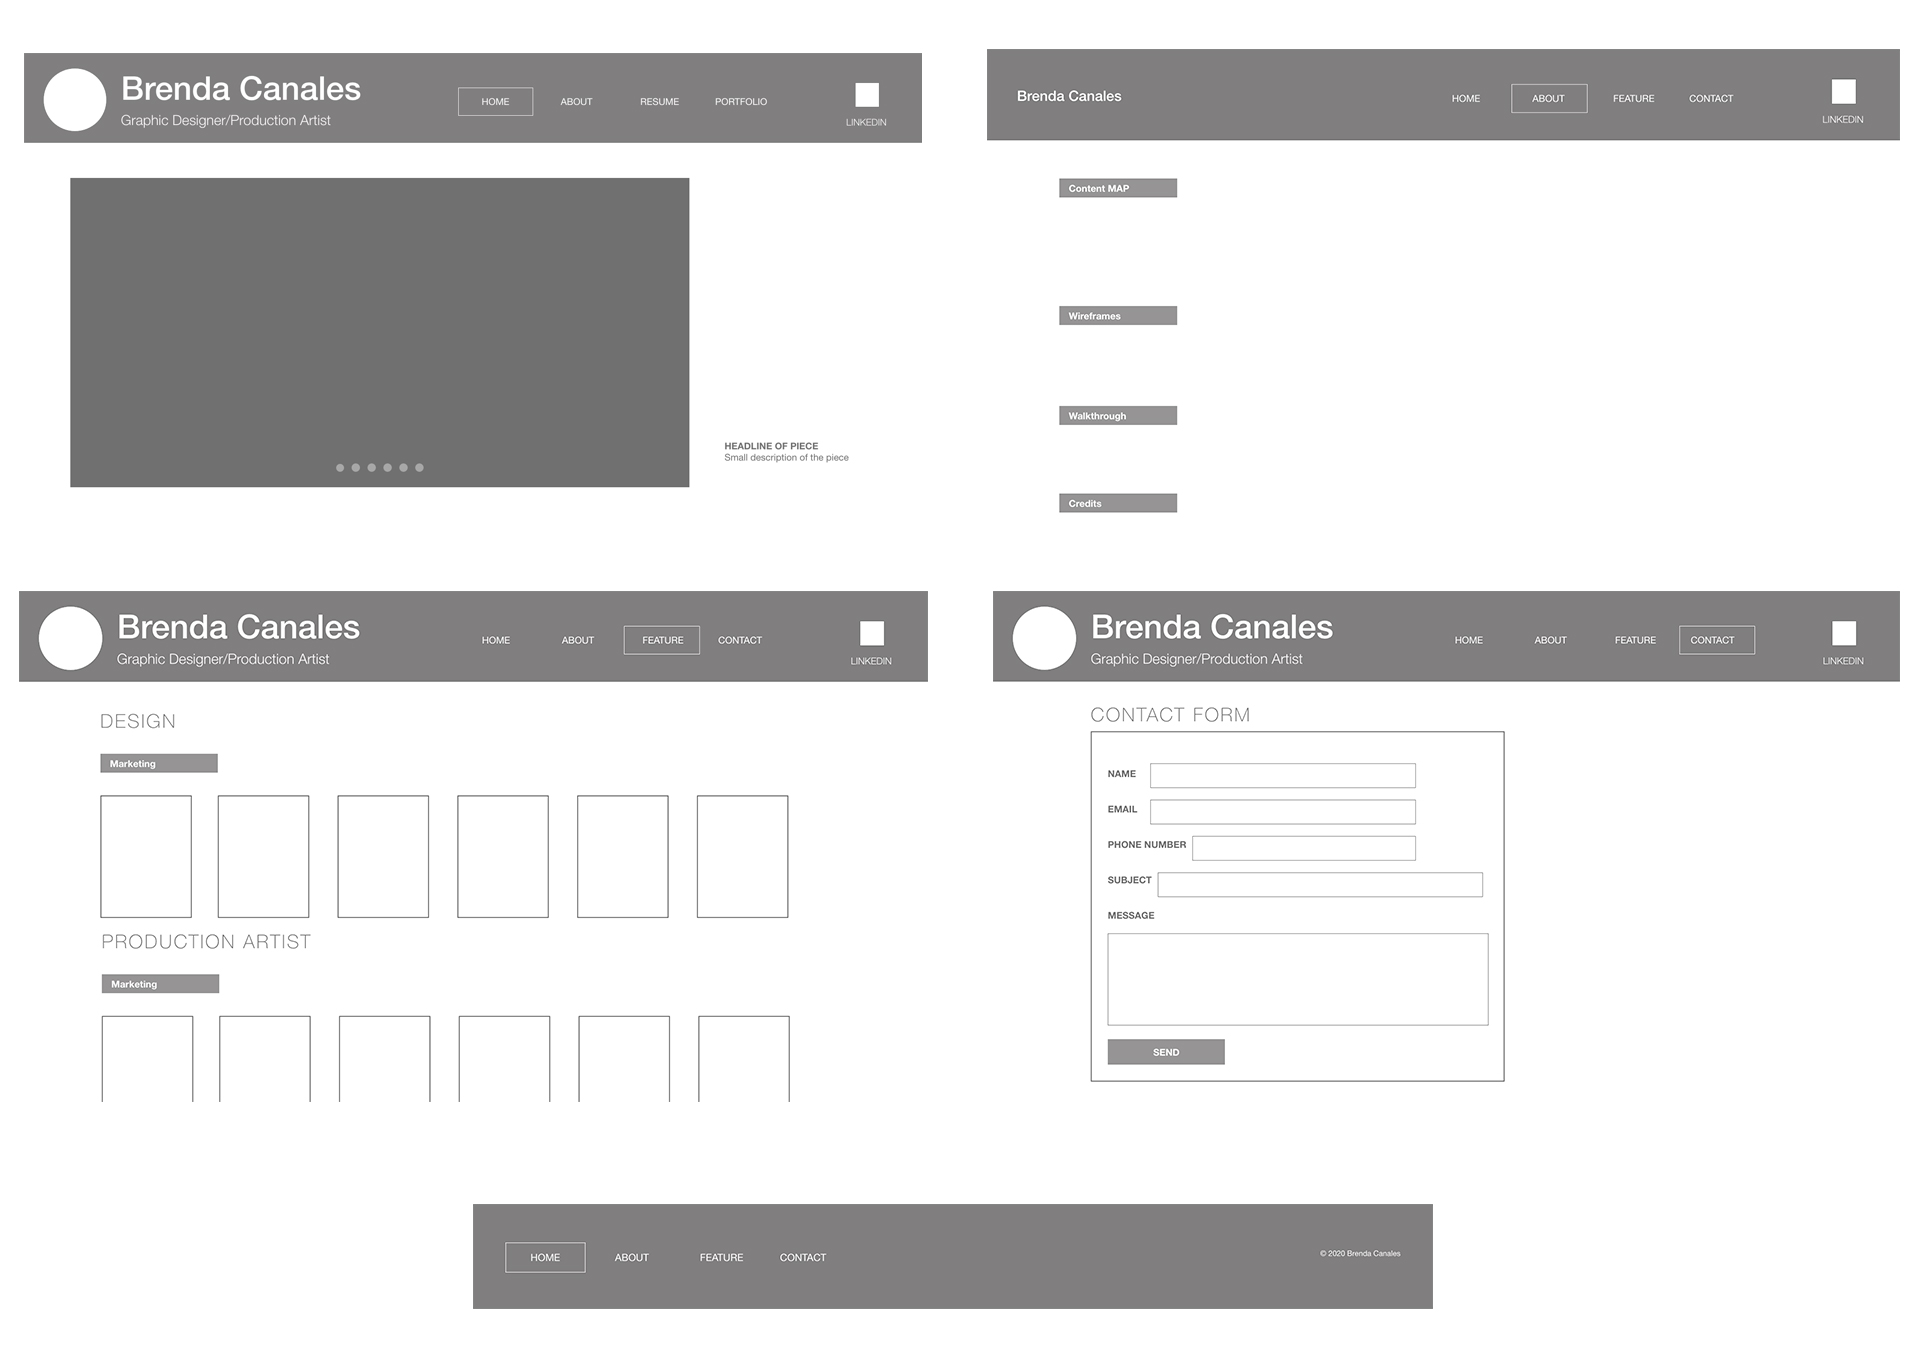 Brenda Canales
Graphic Designer/Production Artist
HOME ABOUT RESUME PORTFOLIO
LINKEDIN
HEADLINE OF PIECE
Small description of the piece
Brenda Canales
HOME ABOUT FEATURE CONTACT
LINKEDIN
Content MAP
Wireframes
Walkthrough
Credits
Brenda Canales
Graphic Designer/Production Artist
HOME ABOUT FEATURE CONTACT
LINKEDIN
DESIGN
Marketing
PRODUCTION ARTIST
Marketing
Brenda Canales
Graphic Designer/Production Artist
HOME ABOUT FEATURE CONTACT
LINKEDIN
CONTACT FORM
NAME
EMAIL
PHONE NUMBER
SUBJECT
MESSAGE
SEND
HOME ABOUT FEATURE CONTACT
© 2020 Brenda Canales